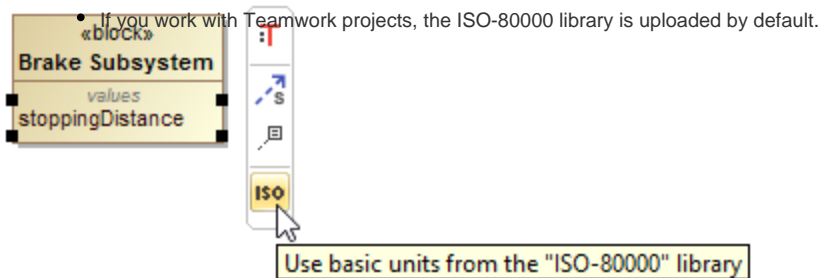 If you work with Teamwork projects, the ISO-80000 library is uploaded by default.
«block»
Brake Subsystem
values
stoppingDistance
:T
S
ISO
Use basic units from the "ISO-80000" library